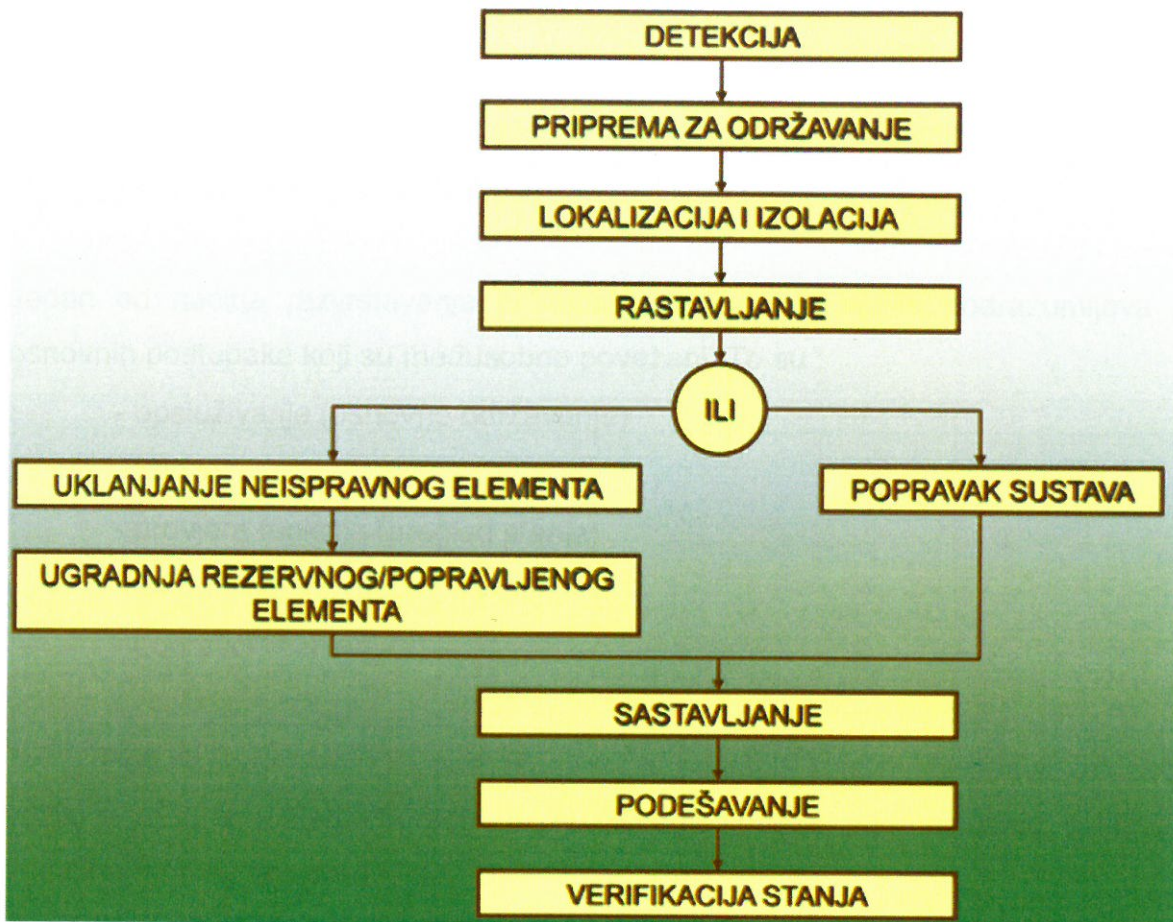 DETEKCIJA
PRIPREMA ZA ODRŽAVANJE
LOKALIZACIJA I IZOLACIJA
RASTAVLJANJE
ILI
UKLANJANJE NEISPRAVNOG ELEMENTA
POPRAVAK SUSTAVA
UGRADNJA REZERVNOG/POPRAVLJENOG
ELEMENTA
SASTAVLJANJE
PODEŠAVANJE
VERIFIKACIJA STANJA